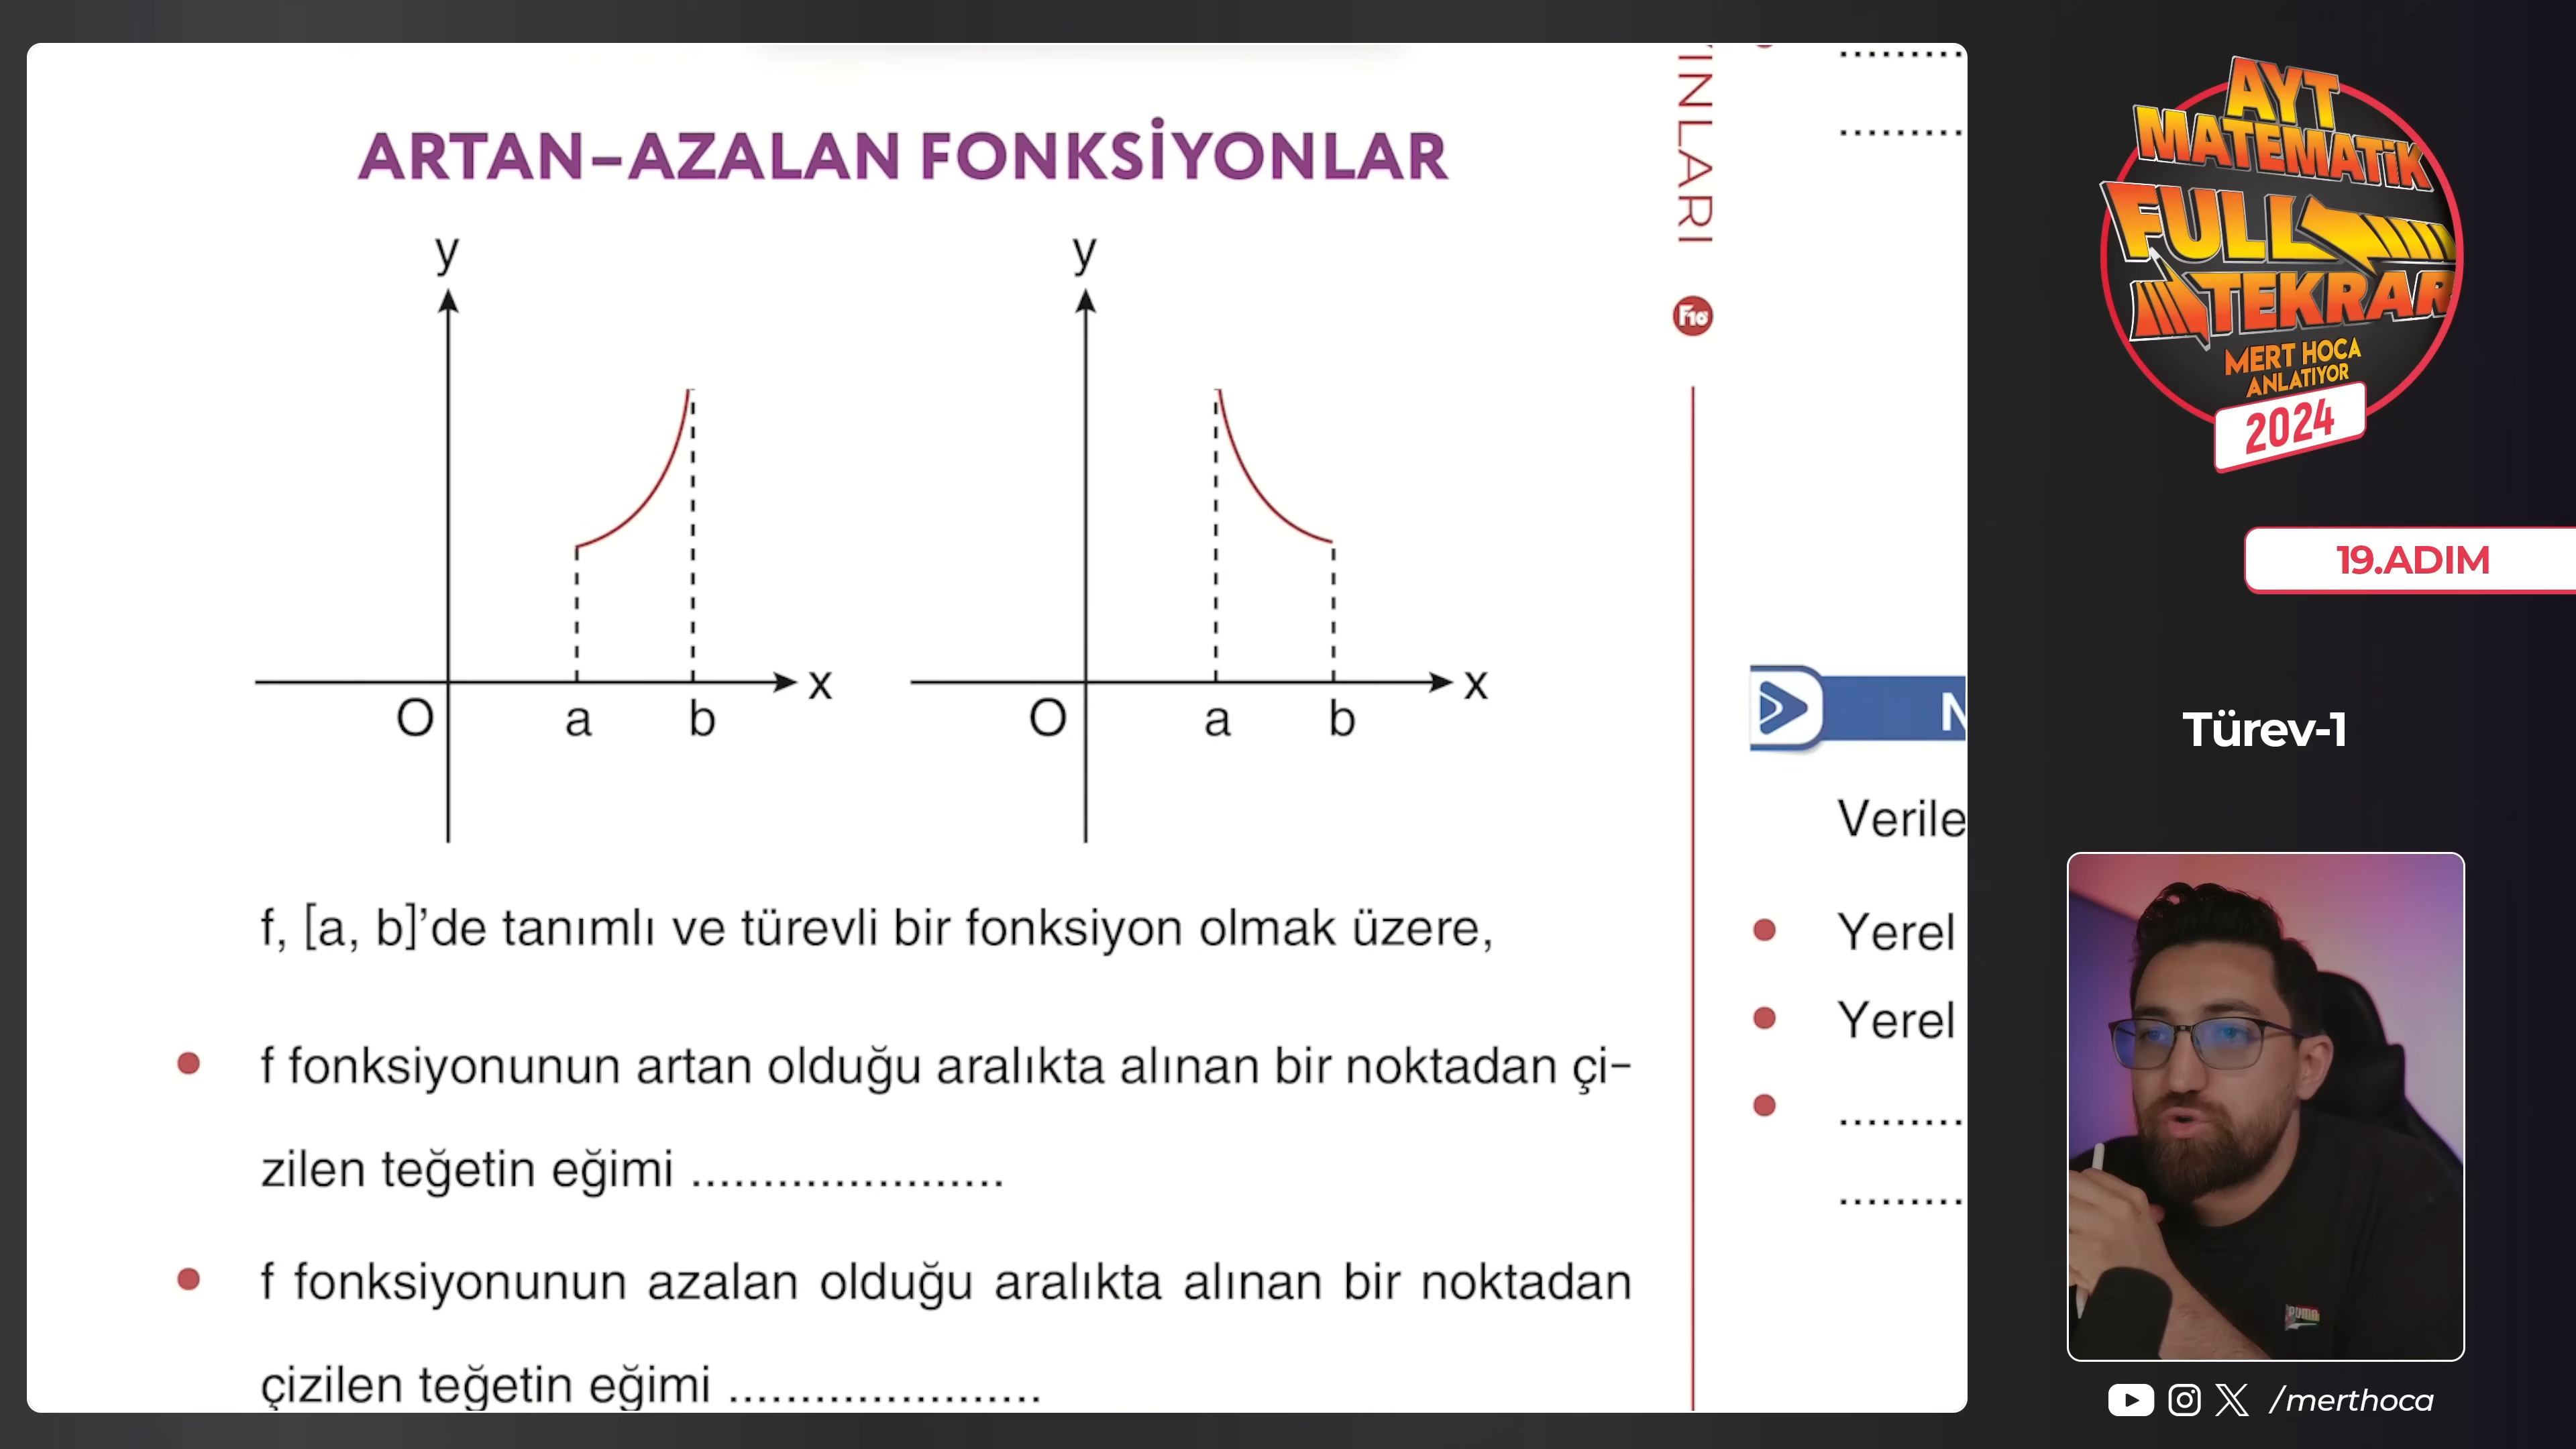 ARTAN–AZALAN FONKSİYONLAR
y
x
O
a
b
y
x
O
a
b
f, [a, b]’de tanımlı ve türevli bir fonksiyon olmak üzere,
• f fonksiyonunun artan olduğu aralıkta alınan bir noktadan çi-
zilen teğetin eğimi ......................
• f fonksiyonunun azalan olduğu aralıkta alınan bir noktadan
çizilen teğetin eğimi ......................
INLARI
F10
.........
.........
N
Verile
• Yerel
• Yerel
• .........
.........
AYT
MATEMATİK
FULL
TEKRAR
MERT HOCA
ANLATIYOR
2024
19.ADIM
Türev-1
PUMA
/merthoca